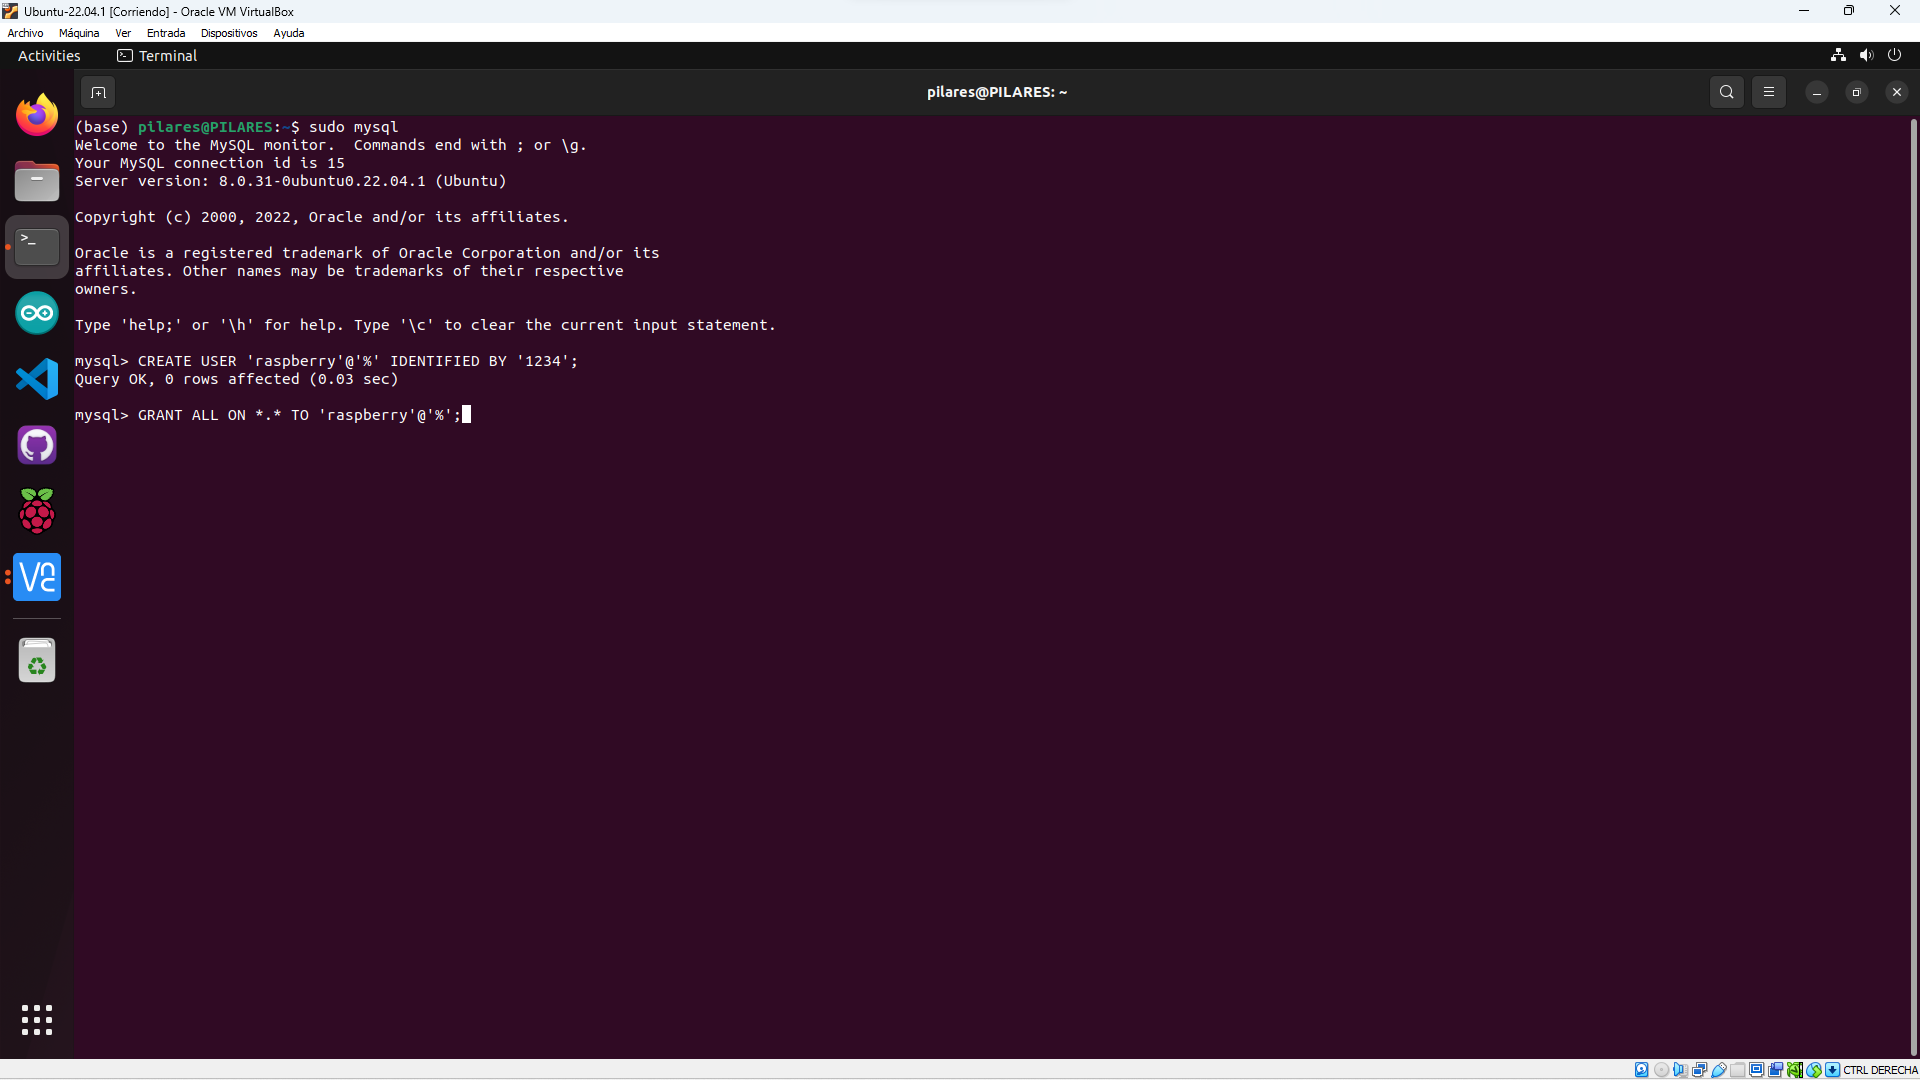 Ubuntu-22.04.1 [Corriendo] - Oracle VM VirtualBox
Archivo Máquina Ver Entrada Dispositivos Ayuda
Activities Terminal
pilares@PILARES: ~
(base) pilares@PILARES:~$ sudo mysql
Welcome to the MySQL monitor.  Commands end with ; or \g.
Your MySQL connection id is 15
Server version: 8.0.31-0ubuntu0.22.04.1 (Ubuntu)
Copyright (c) 2000, 2022, Oracle and/or its affiliates.
Oracle is a registered trademark of Oracle Corporation and/or its
affiliates. Other names may be trademarks of their respective
owners.
Type 'help;' or '\h' for help. Type '\c' to clear the current input statement.
mysql> CREATE USER 'raspberry'@'%' IDENTIFIED BY '1234';
Query OK, 0 rows affected (0.03 sec)
mysql> GRANT ALL ON *.* TO 'raspberry'@'%';
CTRL DERECHA